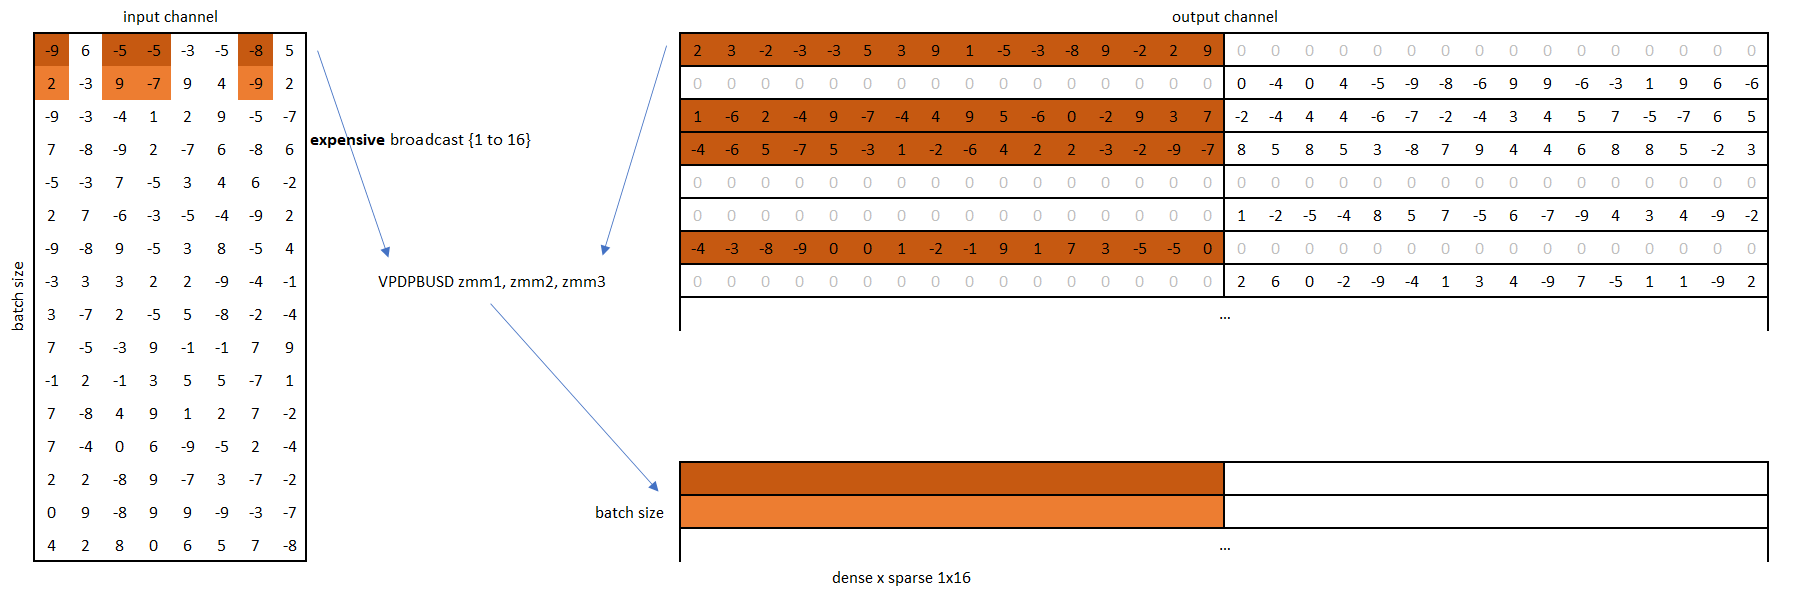 input channel
output channel
-9 6 -5 -5 -3 -5 -8 5
2 3 -2 -3 -3 5 3 9 1 -5 -3 -8 9 -2 2 9 0 0 0 0 0 0 0 0 0 0 0 0 0 0 0 0
2 -3 9 -7 9 4 -9 2
0 0 0 0 0 0 0 0 0 0 0 0 0 0 0 0 0 -4 0 4 -5 -9 -8 -6 9 9 -6 -3 1 9 6 -6
-9 -3 -4 1 2 9 -5 -7
1 -6 2 -4 9 -7 -4 4 9 5 -6 0 -2 9 3 7 -2 -4 4 4 -6 -7 -2 -4 3 4 5 7 -5 -7 6 5
expensive broadcast {1 to 16}
7 -8 -9 2 -7 6 -8 6
-4 -6 5 -7 5 -3 1 -2 -6 4 2 2 -3 -2 -9 -7 8 5 8 5 3 -8 7 9 4 4 6 8 8 5 -2 3
-5 -3 7 -5 3 4 6 -2
0 0 0 0 0 0 0 0 0 0 0 0 0 0 0 0 0 0 0 0 0 0 0 0 0 0 0 0 0 0 0 0
2 7 -6 -3 -5 -4 -9 2
0 0 0 0 0 0 0 0 0 0 0 0 0 0 0 0 1 -2 -5 -4 8 5 7 -5 6 -7 -9 4 3 4 -9 -2
-9 -8 9 -5 3 8 -5 4
-4 -3 -8 -9 0 0 1 -2 -1 9 1 7 3 -5 -5 0 0 0 0 0 0 0 0 0 0 0 0 0 0 0 0 0
-3 3 3 2 2 -9 -4 -1
VPDPBUSD zmm1, zmm2, zmm3
0 0 0 0 0 0 0 0 0 0 0 0 0 0 0 0 2 6 0 -2 -9 -4 1 3 4 -9 7 -5 1 1 -9 2
batch size
3 -7 2 -5 5 -8 -2 -4
...
7 -5 -3 9 -1 -1 7 9
-1 2 -1 3 5 5 -7 1
7 -8 4 9 1 2 7 -2
7 -4 0 6 -9 -5 2 -4
2 2 -8 9 -7 3 -7 -2
0 9 -8 9 9 -9 -3 -7
batch size
4 2 8 0 6 5 7 -8
...
dense x sparse 1x16